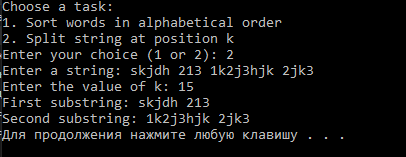 Choose a task:
1. Sort words in alphabetical order
2. Split string at position k
Enter your choice (1 or 2): 2
Enter a string: skjdh 213 1k2j3hjk 2jk3
Enter the value of k: 15
First substring: skjdh 213
Second substring: 1k2j3hjk 2jk3
Для продолжения нажмите любую клавишу . . .